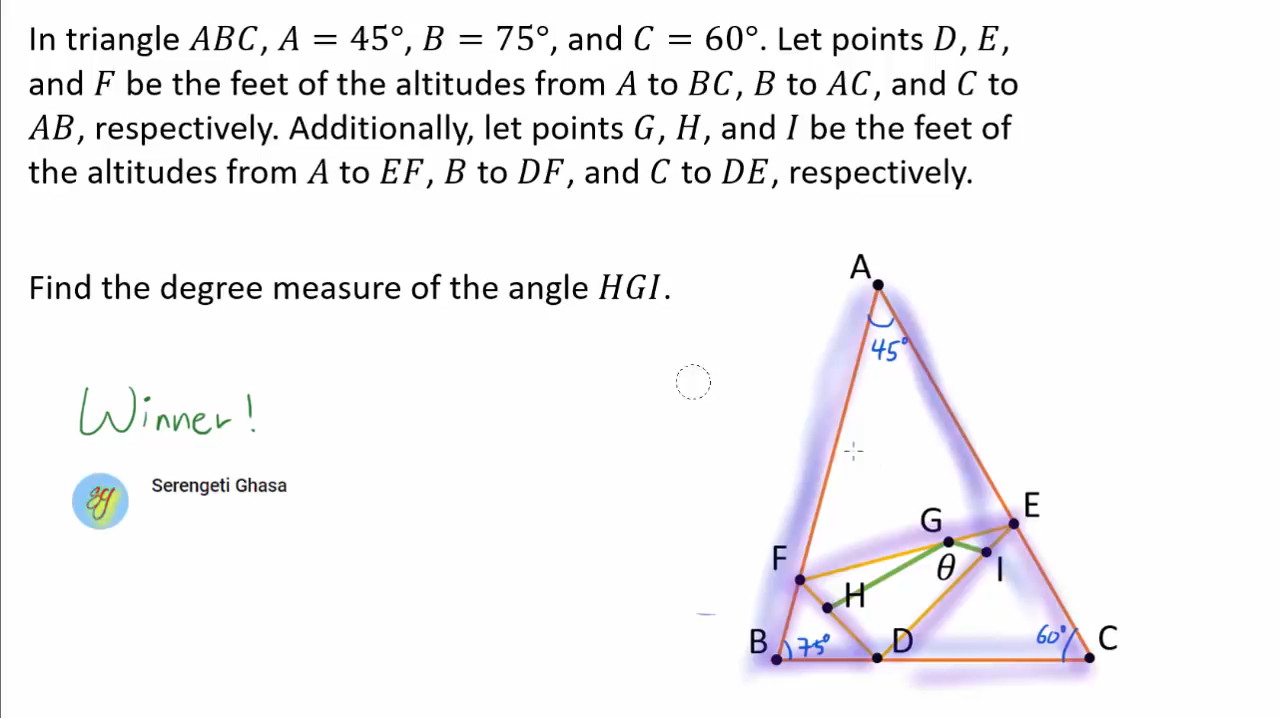 In triangle ABC, A = 45°, B = 75°, and C = 60°. Let points D, E,
and F be the feet of the altitudes from A to BC, B to AC, and C to
AB, respectively. Additionally, let points G, H, and I be the feet of
the altitudes from A to EF, B to DF, and C to DE, respectively.
Find the degree measure of the angle HGI.
Winner!
Serengeti Ghasa
A
45°
E
G
F
θ
I
H
B
75°
D
60°
C